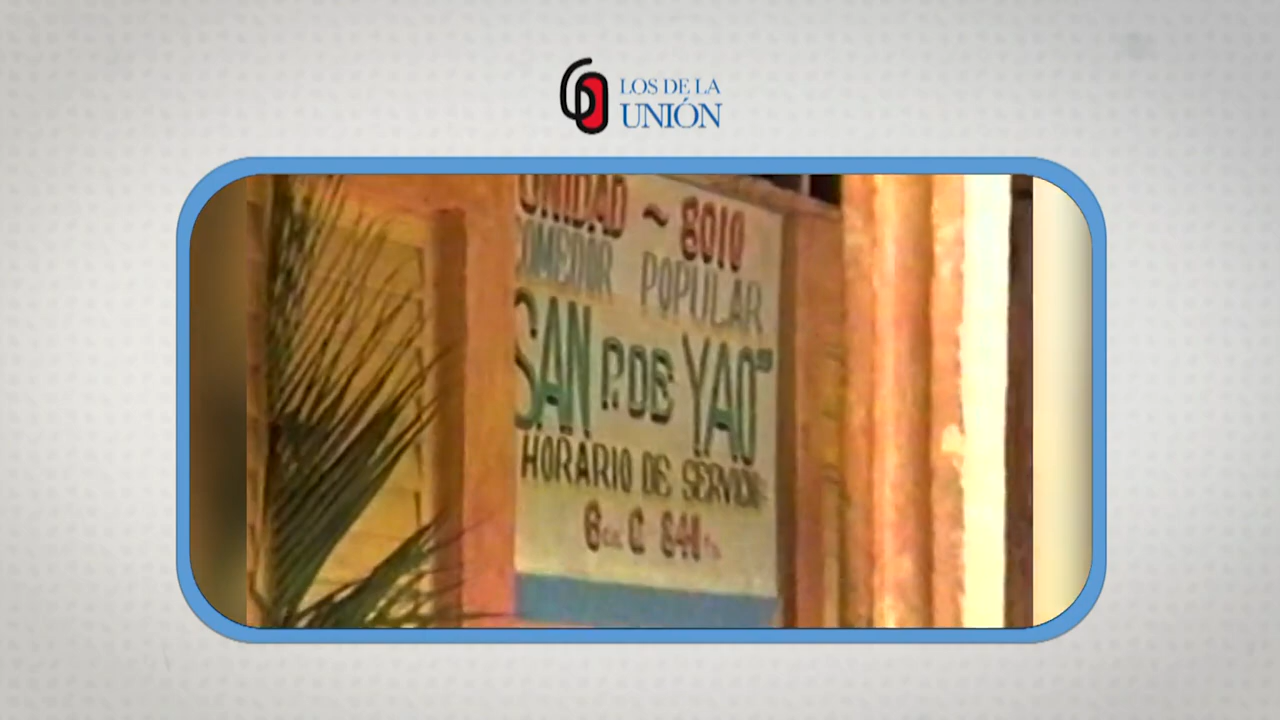 LOS DE LA
UNIÓN
UNIDAD ~ 8010
COMEDOR POPULAR
SAN P. DE YAO"
HORARIO DE SERVICIO